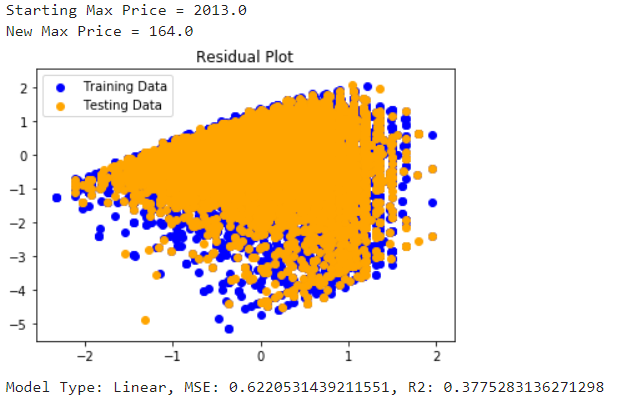 Starting Max Price = 2013.0
New Max Price = 164.0
Residual Plot
Training Data
Testing Data
2
1
0
−1
−2
−3
−4
−5
−2 −1 0 1 2
Model Type: Linear, MSE: 0.6220531439211551, R2: 0.3775283136271298